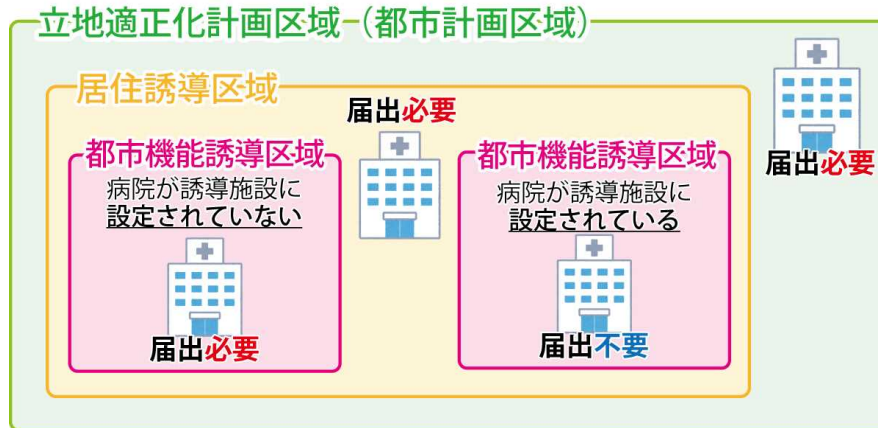 立地適正化計画区域（都市計画区域）
居住誘導区域
届出必要
届出必要
都市機能誘導区域
病院が誘導施設に
設定されていない
届出必要
都市機能誘導区域
病院が誘導施設に
設定されている
届出不要